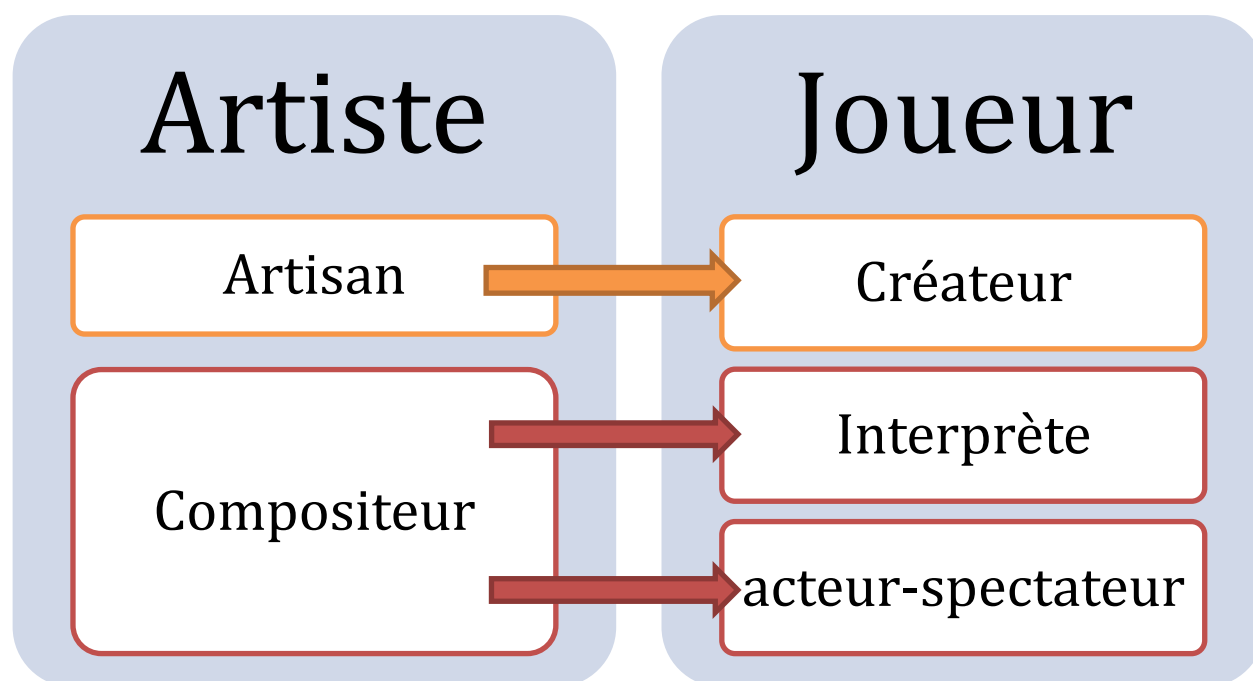 Artiste
Artisan
Compositeur
Joueur
Créateur
Interprète
acteur-spectateur